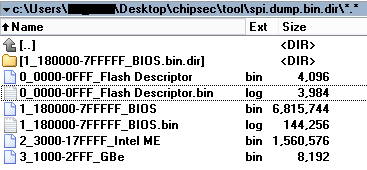 c:\Users\ \Desktop\chipsec\tool\spi.dump.bin.dir\*.*
Name Ext Size
[..] <DIR>
[1_180000-7FFFFF_BIOS.bin.dir] <DIR>
0_0000-0FFF_Flash Descriptor bin 4,096
0_0000-0FFF_Flash Descriptor.bin log 3,984
1_180000-7FFFFF_BIOS bin 6,815,744
1_180000-7FFFFF_BIOS.bin log 144,256
2_3000-17FFFF_Intel ME bin 1,560,576
3_1000-2FFF_GBe bin 8,192